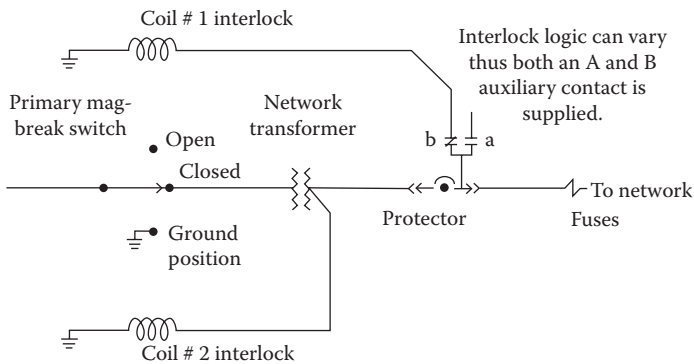 Coil # 1 interlock
Interlock logic can vary
thus both an A and B
auxiliary contact is
supplied.
Primary mag-
break switch
Network
transformer
Open
b
a
Closed
To network
Protector
Fuses
Ground
position
Coil # 2 interlock